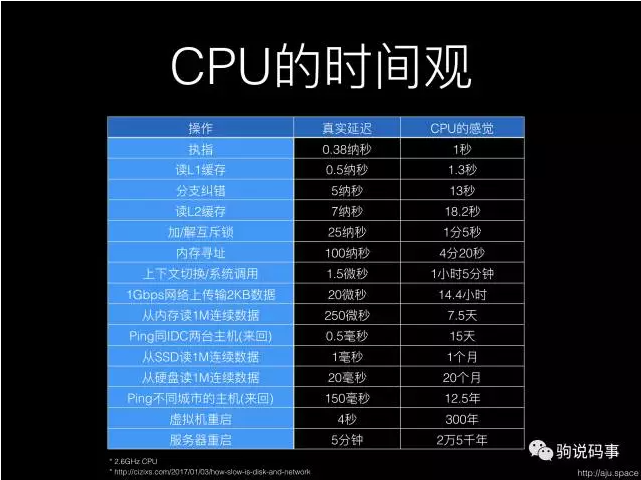 CPU的时间观
操作 真实延迟 CPU的感觉
执指 0.38纳秒 1秒
读L1缓存 0.5纳秒 1.3秒
分支纠错 5纳秒 13秒
读L2缓存 7纳秒 18.2秒
加/解互斥锁 25纳秒 1分5秒
内存寻址 100纳秒 4分20秒
上下文切换/系统调用 1.5微秒 1小时5分钟
1Gbps网络上传输2KB数据 20微秒 14.4小时
从内存读1M连续数据 250微秒 7.5天
Ping同IDC两台主机(来回) 0.5毫秒 15天
从SSD读1M连续数据 1毫秒 1个月
从硬盘读1M连续数据 20毫秒 20个月
Ping不同城市的主机(来回) 150毫秒 12.5年
虚拟机重启 4秒 300年
服务器重启 5分钟 2万5千年
驹说码事
* 2.6GHz CPU
* http://cizixs.com/2017/01/03/how-slow-is-disk-and-network
http://aju.space